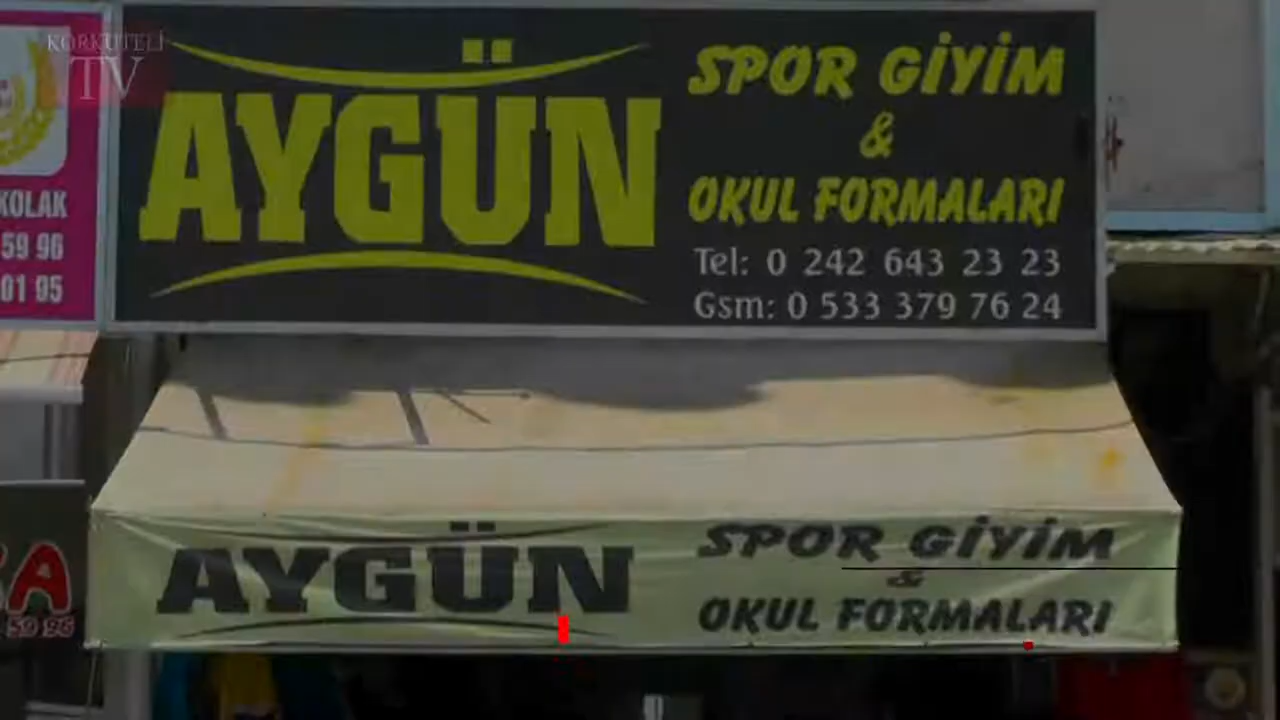 KORKUTELİ
TV
KOLAK
59 96
01 95
AYGÜN
SPOR GİYİM
&
OKUL FORMALARI
Tel: 0 242 643 23 23
Gsm: 0 533 379 76 24
AYGÜN
SPOR GİYİM
&
OKUL FORMALARI
A
59 96